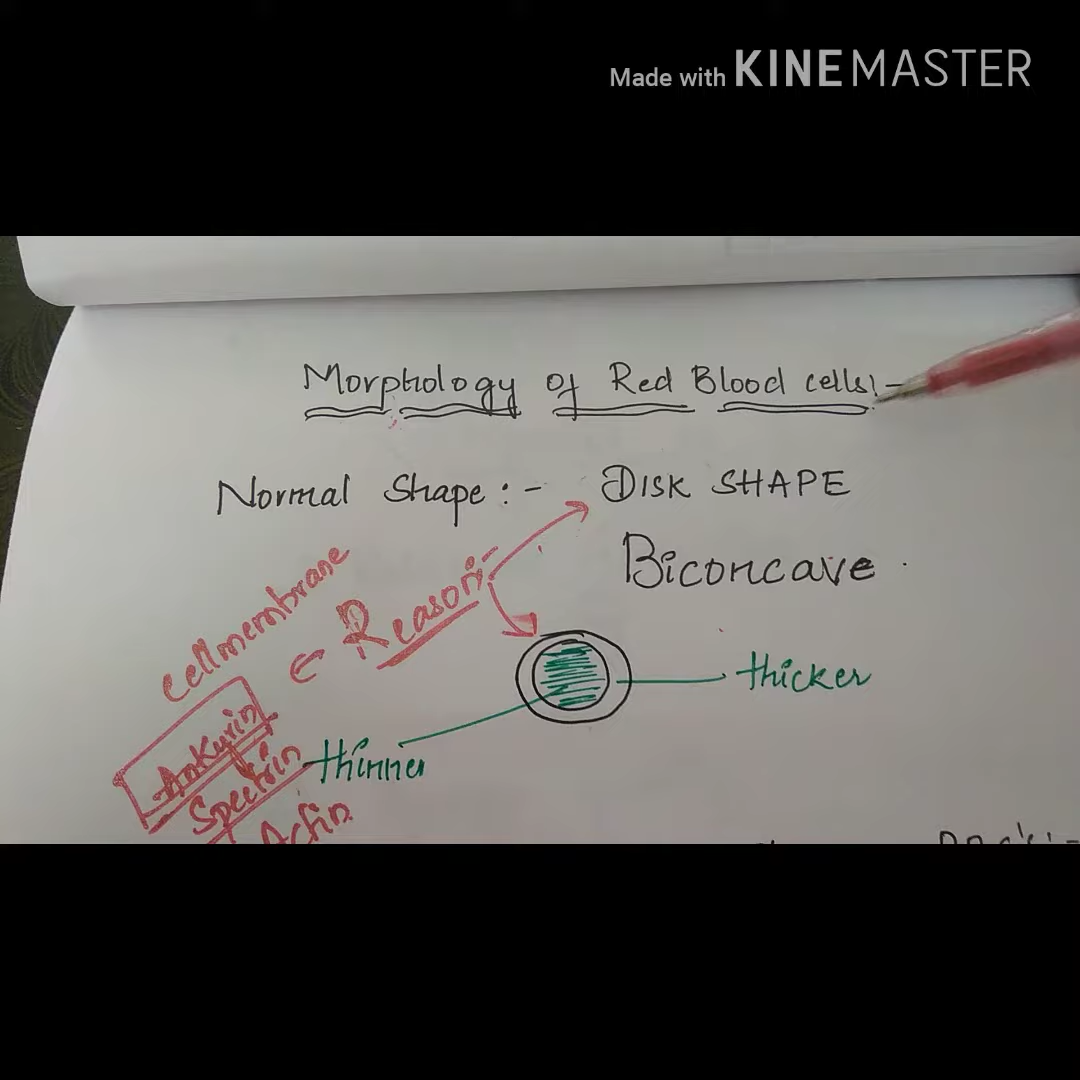 Made with KINEMASTER
Morphology of Red Blood cells:-
Normal Shape :- DISK SHAPE
Biconcave
Reason:-
cellmembrane
thicker
Ankyrin
thinner
Spectrin
Actin